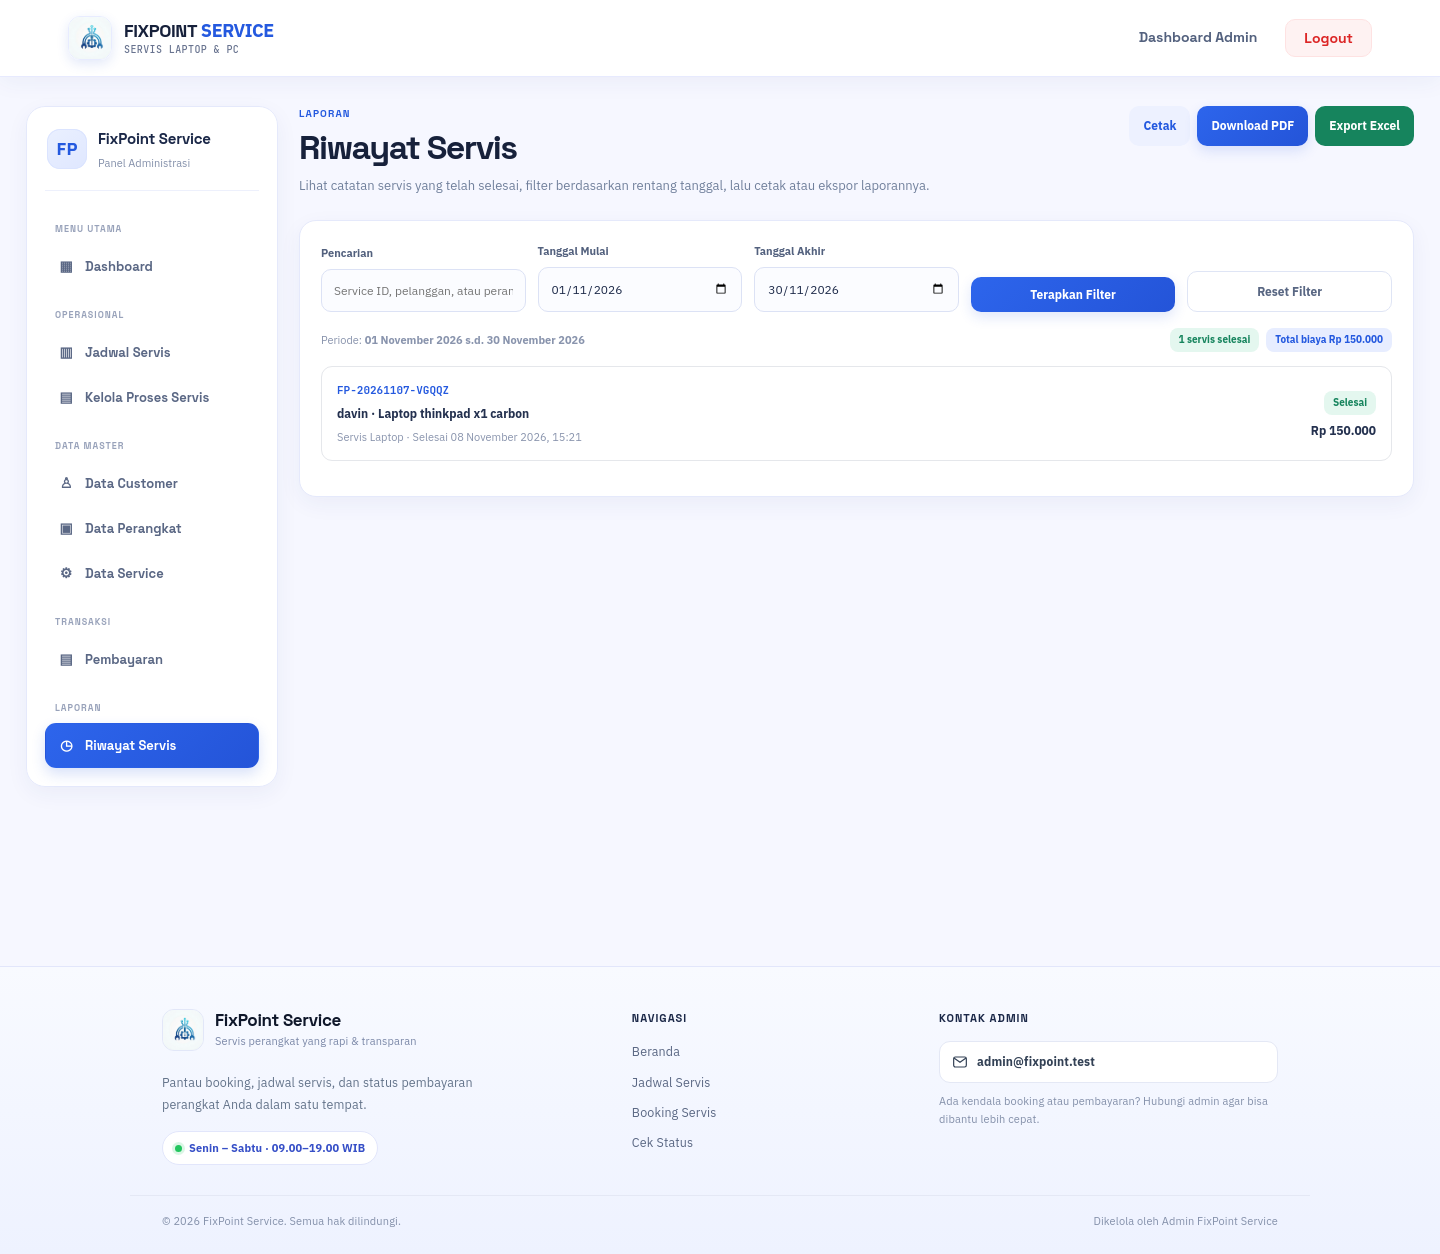 FIXPOINT SERVICE
SERVIS LAPTOP & PC
Dashboard Admin
Logout
FP
FixPoint Service
Panel Administrasi
MENU UTAMA
Dashboard
OPERASIONAL
Jadwal Servis
Kelola Proses Servis
DATA MASTER
Data Customer
Data Perangkat
Data Service
TRANSAKSI
Pembayaran
LAPORAN
Riwayat Servis
LAPORAN
Riwayat Servis
Lihat catatan servis yang telah selesai, filter berdasarkan rentang tanggal, lalu cetak atau ekspor laporannya.
Cetak
Download PDF
Export Excel
Pencarian
Service ID, pelanggan, atau
Tanggal Mulai
01/11/2026
Tanggal Akhir
30/11/2026
Terapkan Filter
Reset Filter
Periode: 01 November 2026 s.d. 30 November 2026
1 servis selesai
Total biaya Rp 150.000
FP-20261107-VGQQZ
davin · Laptop thinkpad x1 carbon
Servis Laptop · Selesai 08 November 2026, 15:21
Selesai
Rp 150.000
FixPoint Service
Servis perangkat yang rapi & transparan
Pantau booking, jadwal servis, dan status pembayaran
perangkat Anda dalam satu tempat.
Senin – Sabtu · 09.00–19.00 WIB
NAVIGASI
Beranda
Jadwal Servis
Booking Servis
Cek Status
KONTAK ADMIN
admin@fixpoint.test
Ada kendala booking atau pembayaran? Hubungi admin agar bisa
dibantu lebih cepat.
© 2026 FixPoint Service. Semua hak dilindungi.
Dikelola oleh Admin FixPoint Service